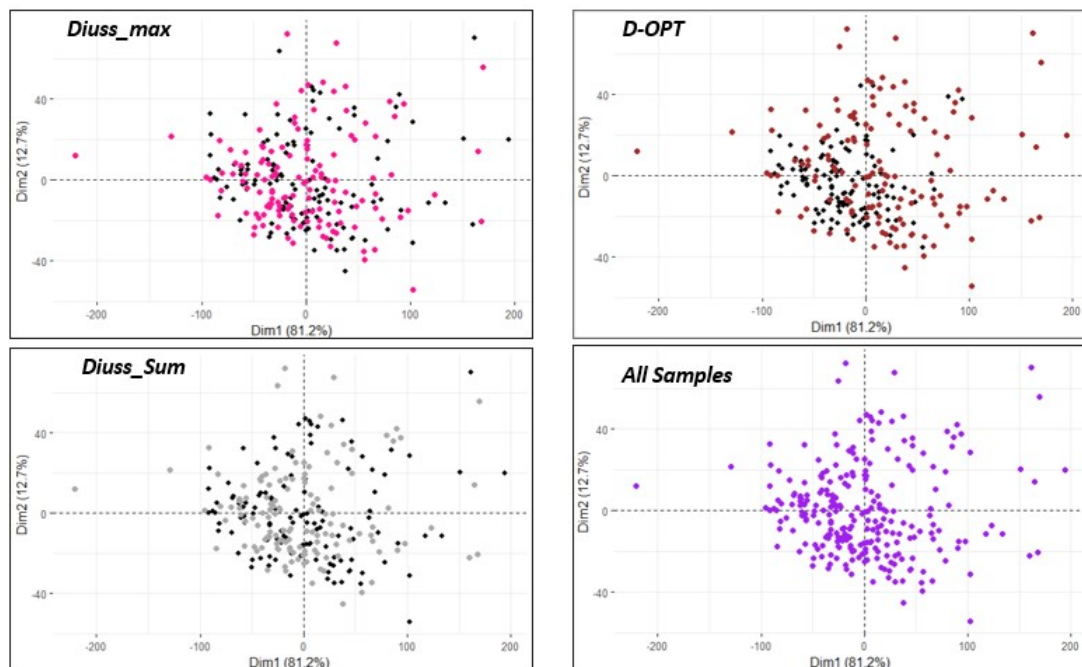 Diuss_max
Dim2 (12.7%)
40
0
-40
-200
-100
0
100
200
Dim1 (81.2%)
D-OPT
Dim2 (12.7%)
40
0
-40
-200
-100
0
100
200
Dim1 (81.2%)
Diuss_Sum
Dim2 (12.7%)
40
0
-40
-200
-100
0
100
200
Dim1 (81.2%)
All Samples
Dim2 (12.7%)
40
0
-40
-200
-100
0
100
200
Dim1 (81.2%)